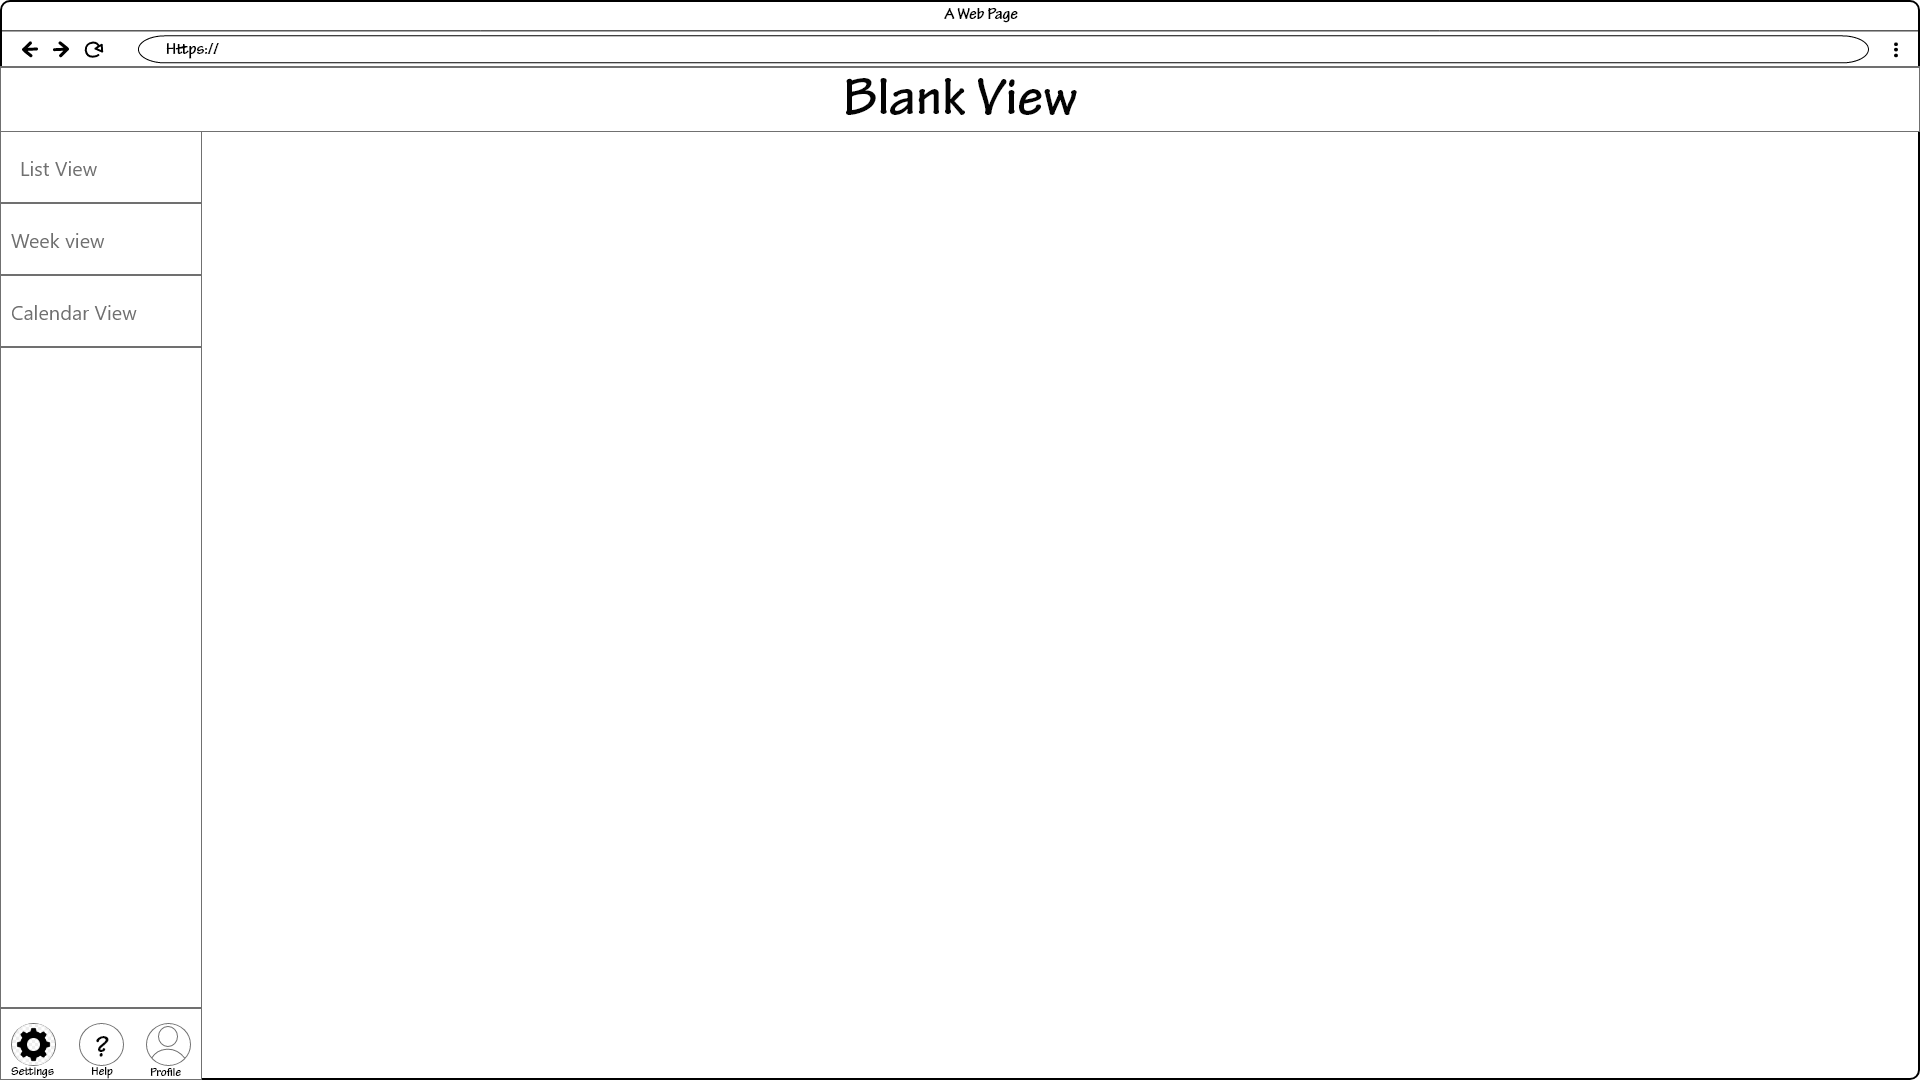 A Web Page
Https://
Blank View
List View
Week view
Calendar View
?
Settings
Help
Profile